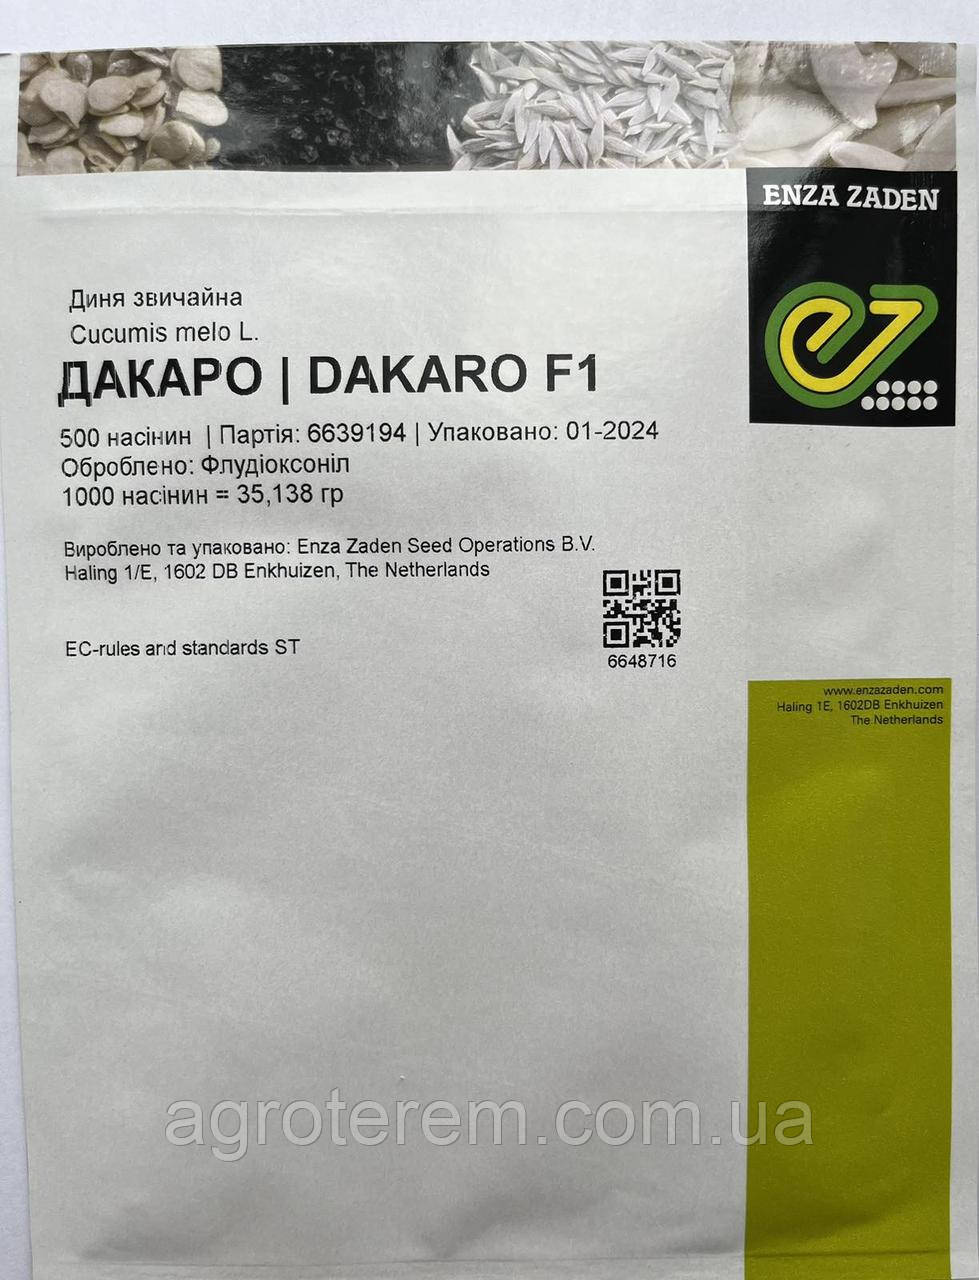 ENZA ZADEN
Диня звичайна
Cucumis melo L.
ДАКАРО | DAKARO F1
500 насінин | Партія: 6639194 | Упаковано: 01-2024
Оброблено: Флудіоксоніл
1000 насінин = 35,138 гр
Вироблено та упаковано: Enza Zaden Seed Operations B.V.
Haling 1/E, 1602 DB Enkhuizen, The Netherlands
EC-rules and standards ST
6648716
www.enzazaden.com
Haling 1E, 1602DB Enkhuizen
The Netherlands
agroterem.com.ua